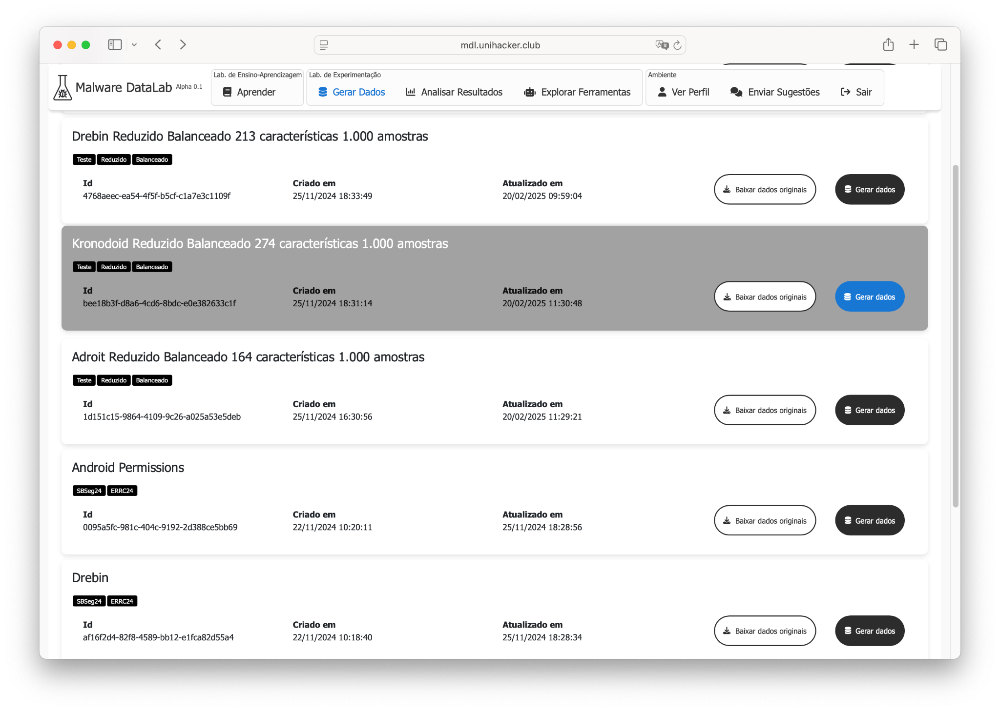 mdl.unihacker.club
Malware DataLab Alpha 0.1
Lab. de Ensino-Aprendizagem
Aprender
Lab. de Experimentação
Gerar Dados Analisar Resultados Explorar Ferramentas
Ambiente
Ver Perfil Enviar Sugestões Sair
Drebin Reduzido Balanceado 213 características 1.000 amostras
Teste Reduzido Balanceado
Id Criado em Atualizado em
4768aeec-ea54-4f5f-b5cf-c1a7e3c1109f 25/11/2024 18:33:49 20/02/2025 09:59:04
Baixar dados originais Gerar dados
Kronodoid Reduzido Balanceado 274 características 1.000 amostras
Teste Reduzido Balanceado
Id Criado em Atualizado em
bee18b3f-d8a6-4cd6-8bdc-e0e382633c1f 25/11/2024 18:31:14 20/02/2025 11:30:48
Baixar dados originais Gerar dados
Adroit Reduzido Balanceado 164 características 1.000 amostras
Teste Reduzido Balanceado
Id Criado em Atualizado em
1d151c15-9864-4109-9c26-a025a53e5deb 25/11/2024 16:30:56 20/02/2025 11:29:21
Baixar dados originais Gerar dados
Android Permissions
SBSeg24 ERRC24
Id Criado em Atualizado em
0095a5fc-981c-404c-9192-2d388ce5bb69 22/11/2024 10:20:11 25/11/2024 18:28:56
Baixar dados originais Gerar dados
Drebin
SBSeg24 ERRC24
Id Criado em Atualizado em
af16f2d4-82f8-4589-bb12-e1fca82d55a4 22/11/2024 10:18:40 25/11/2024 18:28:34
Baixar dados originais Gerar dados